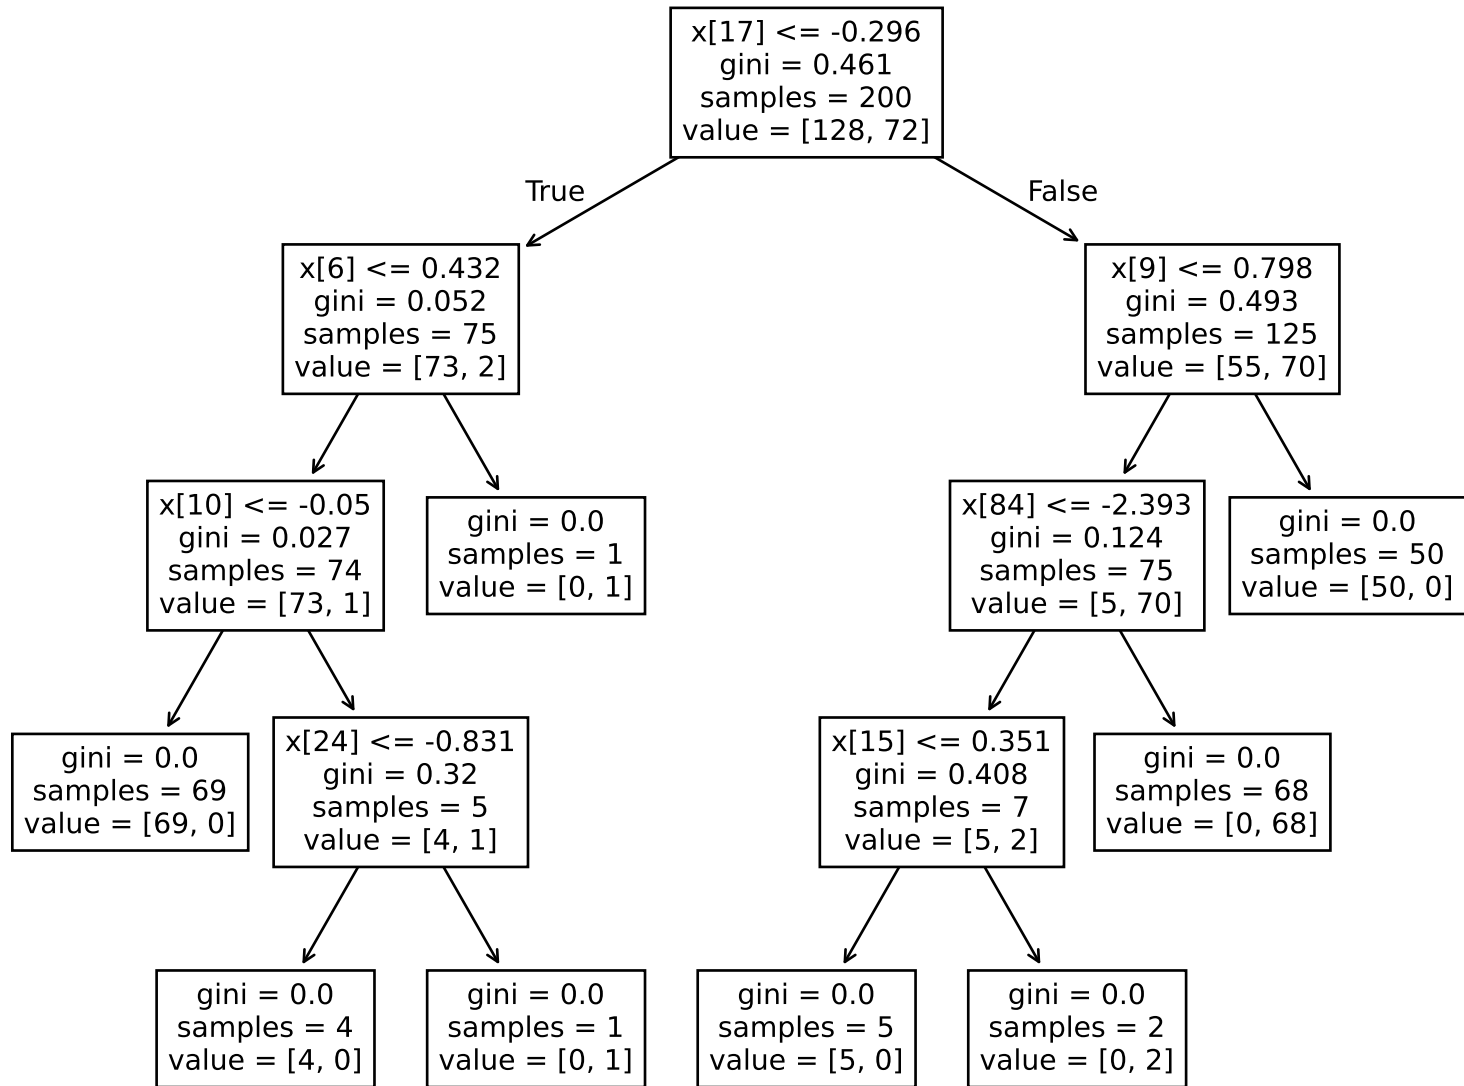 x[17] <= -0.296
gini = 0.461
samples = 200
value = [128, 72]
True
False
x[6] <= 0.432
gini = 0.052
samples = 75
value = [73, 2]
x[9] <= 0.798
gini = 0.493
samples = 125
value = [55, 70]
x[10] <= -0.05
gini = 0.027
samples = 74
value = [73, 1]
gini = 0.0
samples = 1
value = [0, 1]
x[84] <= -2.393
gini = 0.124
samples = 75
value = [5, 70]
gini = 0.0
samples = 50
value = [50, 0]
gini = 0.0
samples = 69
value = [69, 0]
x[24] <= -0.831
gini = 0.32
samples = 5
value = [4, 1]
x[15] <= 0.351
gini = 0.408
samples = 7
value = [5, 2]
gini = 0.0
samples = 68
value = [0, 68]
gini = 0.0
samples = 4
value = [4, 0]
gini = 0.0
samples = 1
value = [0, 1]
gini = 0.0
samples = 5
value = [5, 0]
gini = 0.0
samples = 2
value = [0, 2]